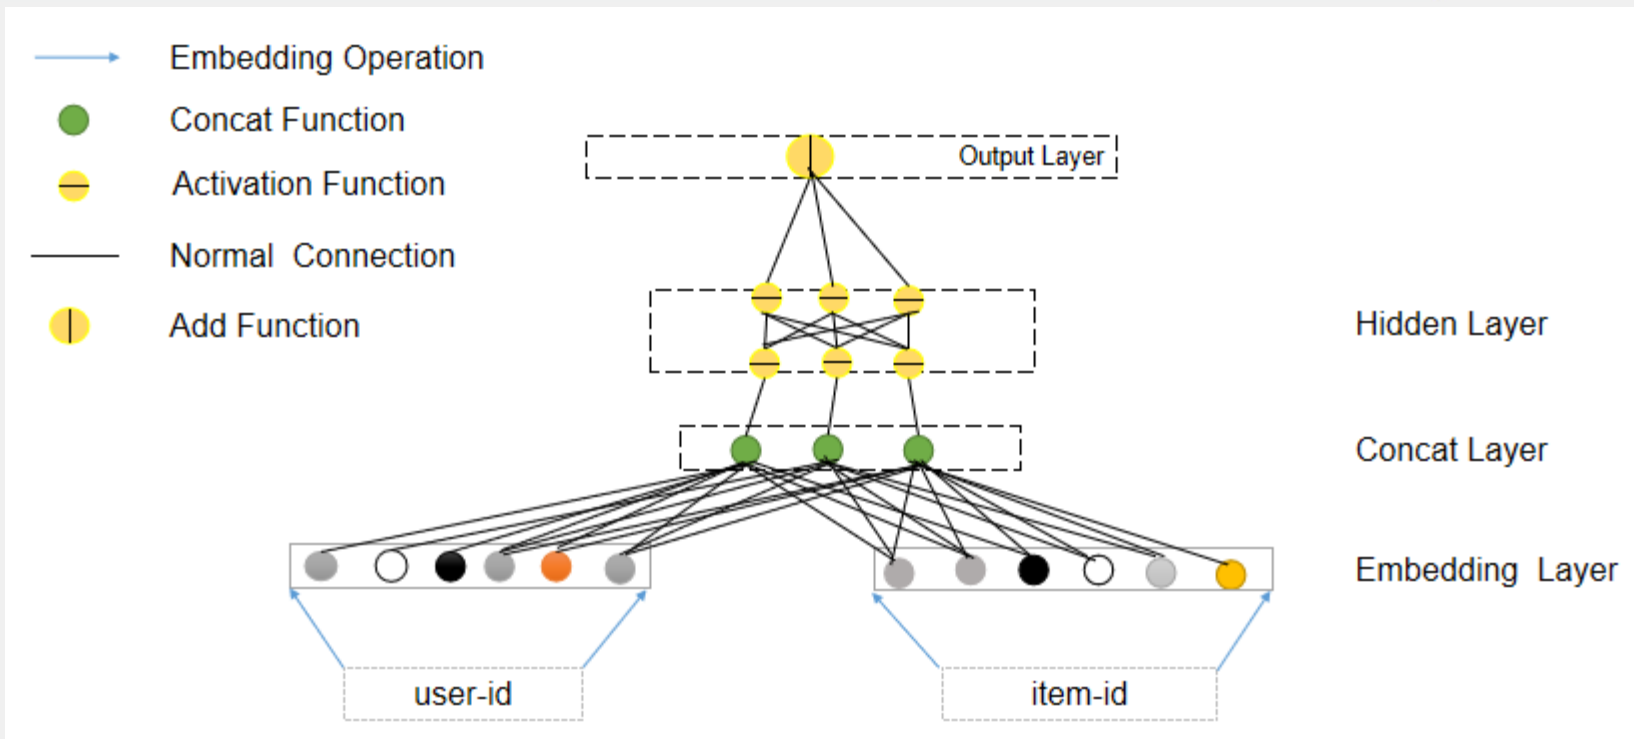 Embedding Operation
Concat Function
Activation Function
Normal Connection
Add Function
Output Layer
Hidden Layer
Concat Layer
Embedding Layer
user-id
item-id